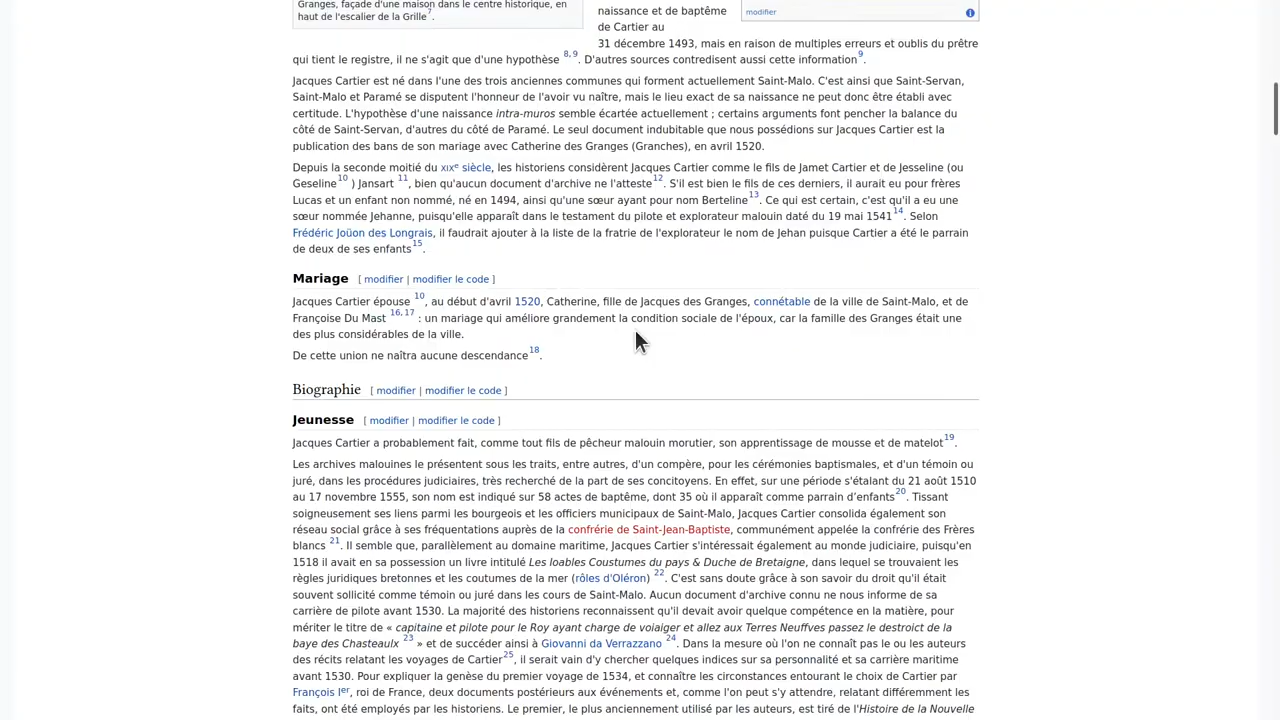 Granges, façade d'une maison dans le centre historique, en
haut de l'escalier de la Grille 7.
modifier
naissance et de baptême
de Cartier au
31 décembre 1493, mais en raison de multiples erreurs et oublis du prêtre
qui tient le registre, il ne s'agit que d'une hypothèse 8, 9. D'autres sources contredisent aussi cette information9.
Jacques Cartier est né dans l'une des trois anciennes communes qui forment actuellement Saint-Malo. C'est ainsi que Saint-Servan,
Saint-Malo et Paramé se disputent l'honneur de l'avoir vu naître, mais le lieu exact de sa naissance ne peut donc être établi avec
certitude. L'hypothèse d'une naissance intra-muros semble écartée actuellement ; certains arguments font pencher la balance du
côté de Saint-Servan, d'autres du côté de Paramé. Le seul document indubitable que nous possédions sur Jacques Cartier est la
publication des bans de son mariage avec Catherine des Granges (Granches), en avril 1520.
Depuis la seconde moitié du XIXe siècle, les historiens considèrent Jacques Cartier comme le fils de Jamet Cartier et de Jesseline (ou
Geseline10 ) Jansart 11, bien qu'aucun document d'archive ne l'atteste12. S'il est bien le fils de ces derniers, il aurait eu pour frères
Lucas et un enfant non nommé, né en 1494, ainsi qu'une sœur ayant pour nom Berteline13. Ce qui est certain, c'est qu'il a eu une
sœur nommée Jehanne, puisqu'elle apparaît dans le testament du pilote et explorateur malouin daté du 19 mai 154114. Selon
Frédéric Joüon des Longrais, il faudrait ajouter à la liste de la fratrie de l'explorateur le nom de Jehan puisque Cartier a été le parrain
de deux de ses enfants15.
Mariage [ modifier | modifier le code ]
Jacques Cartier épouse 10, au début d'avril 1520, Catherine, fille de Jacques des Granges, connétable de la ville de Saint-Malo, et de
Françoise Du Mast 16, 17 : un mariage qui améliore grandement la condition sociale de l'époux, car la famille des Granges était une
des plus considérables de la ville.
De cette union ne naîtra aucune descendance18.
Biographie [ modifier | modifier le code ]
Jeunesse [ modifier | modifier le code ]
Jacques Cartier a probablement fait, comme tout fils de pêcheur malouin morutier, son apprentissage de mousse et de matelot19.
Les archives malouines le présentent sous les traits, entre autres, d'un compère, pour les cérémonies baptismales, et d'un témoin ou
juré, dans les procédures judiciaires, très recherché de la part de ses concitoyens. En effet, sur une période s'étalant du 21 août 1510
au 17 novembre 1555, son nom est indiqué sur 58 actes de baptême, dont 35 où il apparaît comme parrain d’enfants20. Tissant
soigneusement ses liens parmi les bourgeois et les officiers municipaux de Saint-Malo, Jacques Cartier consolida également son
réseau social grâce à ses fréquentations auprès de la confrérie de Saint-Jean-Baptiste, communément appelée la confrérie des Frères
blancs 21. Il semble que, parallèlement au domaine maritime, Jacques Cartier s'intéressait également au monde judiciaire, puisqu'en
1518 il avait en sa possession un livre intitulé Les loables Coustumes du pays & Duche de Bretaigne, dans lequel se trouvaient les
règles juridiques bretonnes et les coutumes de la mer (rôles d'Oléron) 22. C'est sans doute grâce à son savoir du droit qu'il était
souvent sollicité comme témoin ou juré dans les cours de Saint-Malo. Aucun document d'archive connu ne nous informe de sa
carrière de pilote avant 1530. La majorité des historiens reconnaissent qu'il devait avoir quelque compétence en la matière, pour
mériter le titre de « capitaine et pilote pour le Roy ayant charge de voiaiger et allez aux Terres Neuffves passez le destroict de la
baye des Chasteaulx 23 » et de succéder ainsi à Giovanni da Verrazzano 24. Dans la mesure où l'on ne connaît pas le ou les auteurs
des récits relatant les voyages de Cartier25, il serait vain d'y chercher quelques indices sur sa personnalité et sa carrière maritime
avant 1530. Pour expliquer la genèse du premier voyage de 1534, et connaître les circonstances entourant le choix de Cartier par
François Ier, roi de France, deux documents postérieurs aux événements et, comme l'on peut s'y attendre, relatant différemment les
faits, ont été employés par les historiens. Le premier, le plus anciennement utilisé par les auteurs, est tiré de l'Histoire de la Nouvelle